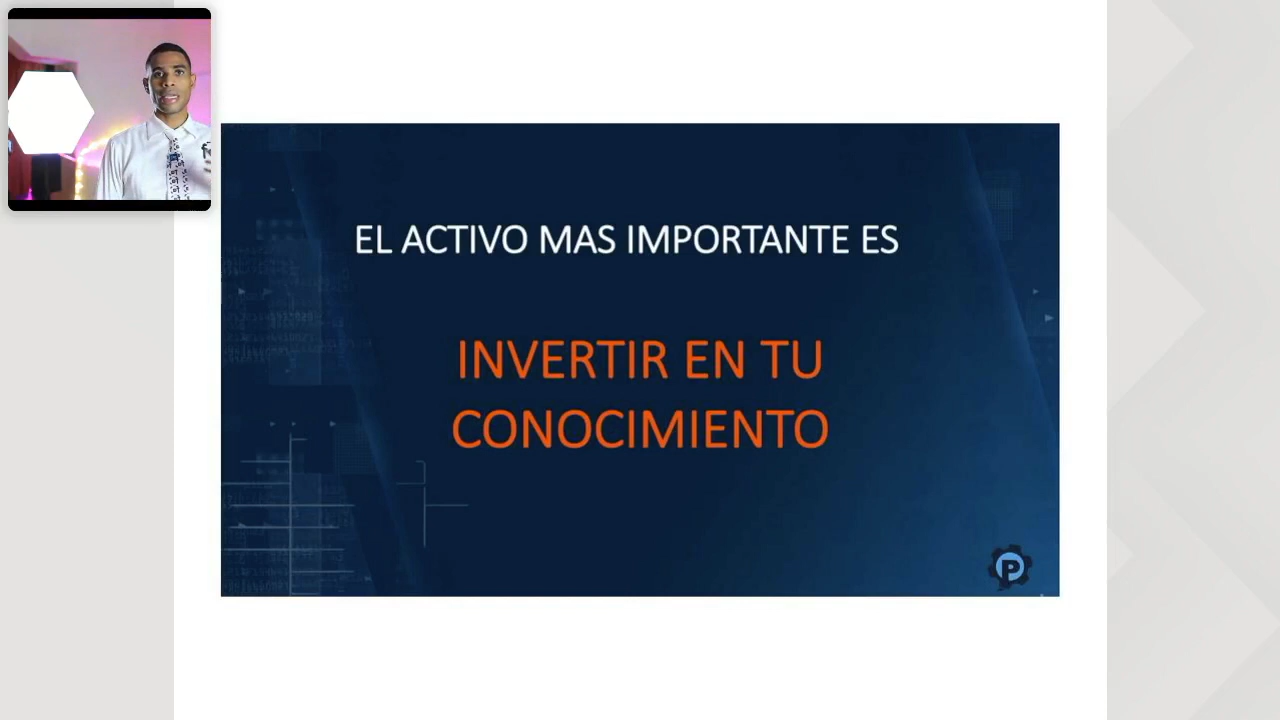 EL ACTIVO MAS IMPORTANTE ES
INVERTIR EN TU
CONOCIMIENTO
P